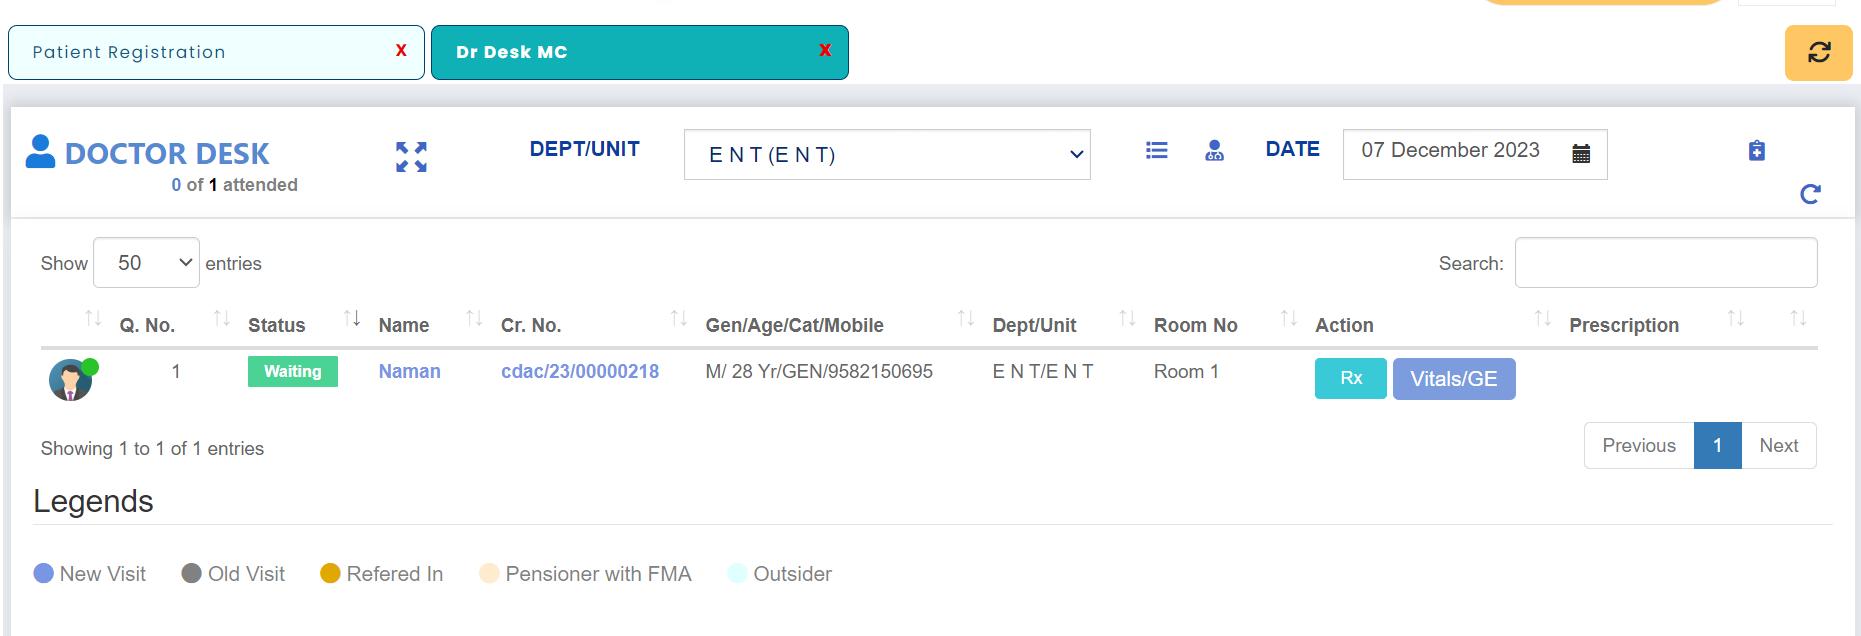 Patient Registration X Dr Desk MC X
DOCTOR DESK DEPT/UNIT E N T (E N T) DATE 07 December 2023
0 of 1 attended
Show 50 entries Search:
Q. No. Status Name Cr. No. Gen/Age/Cat/Mobile Dept/Unit Room No Action Prescription
1 Waiting Naman cdac/23/00000218 M/ 28 Yr/GEN/9582150695 E N T/E N T Room 1 Rx Vitals/GE
Showing 1 to 1 of 1 entries Previous 1 Next
Legends
New Visit Old Visit Refered In Pensioner with FMA Outsider